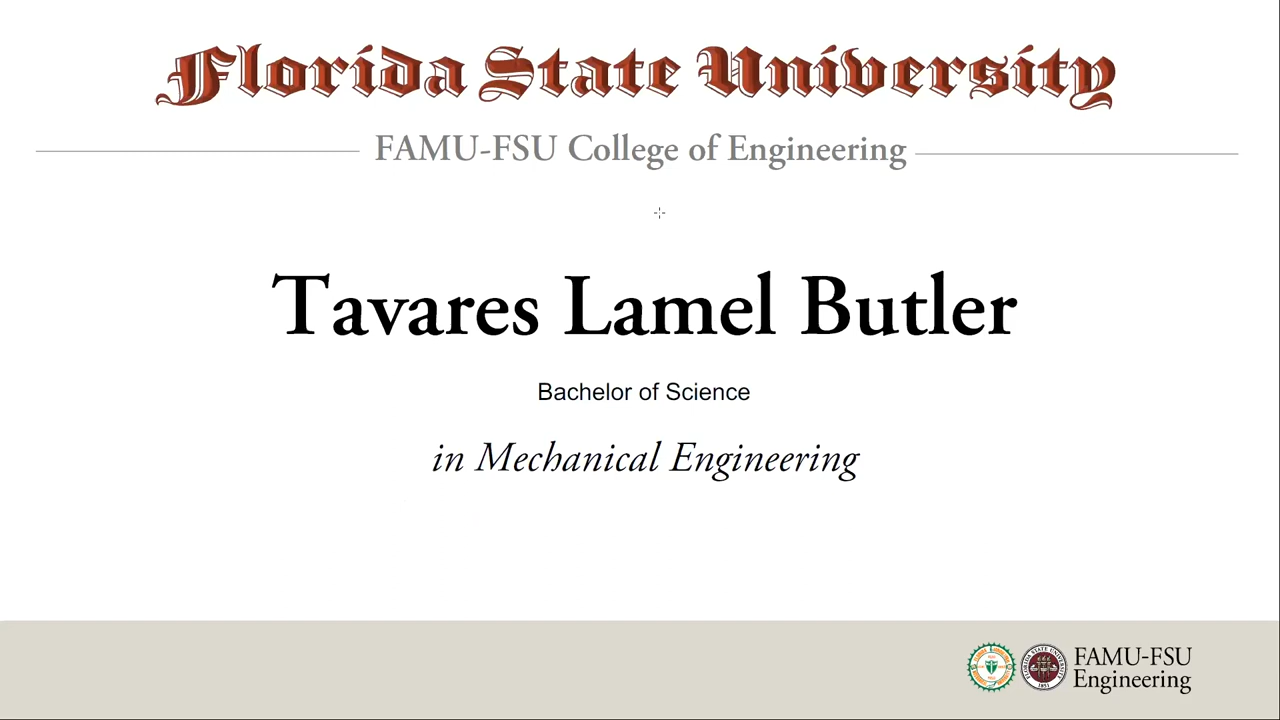 Florida State University
FAMU-FSU College of Engineering
Tavares Lamel Butler
Bachelor of Science
in Mechanical Engineering
FAMU-FSU
Engineering